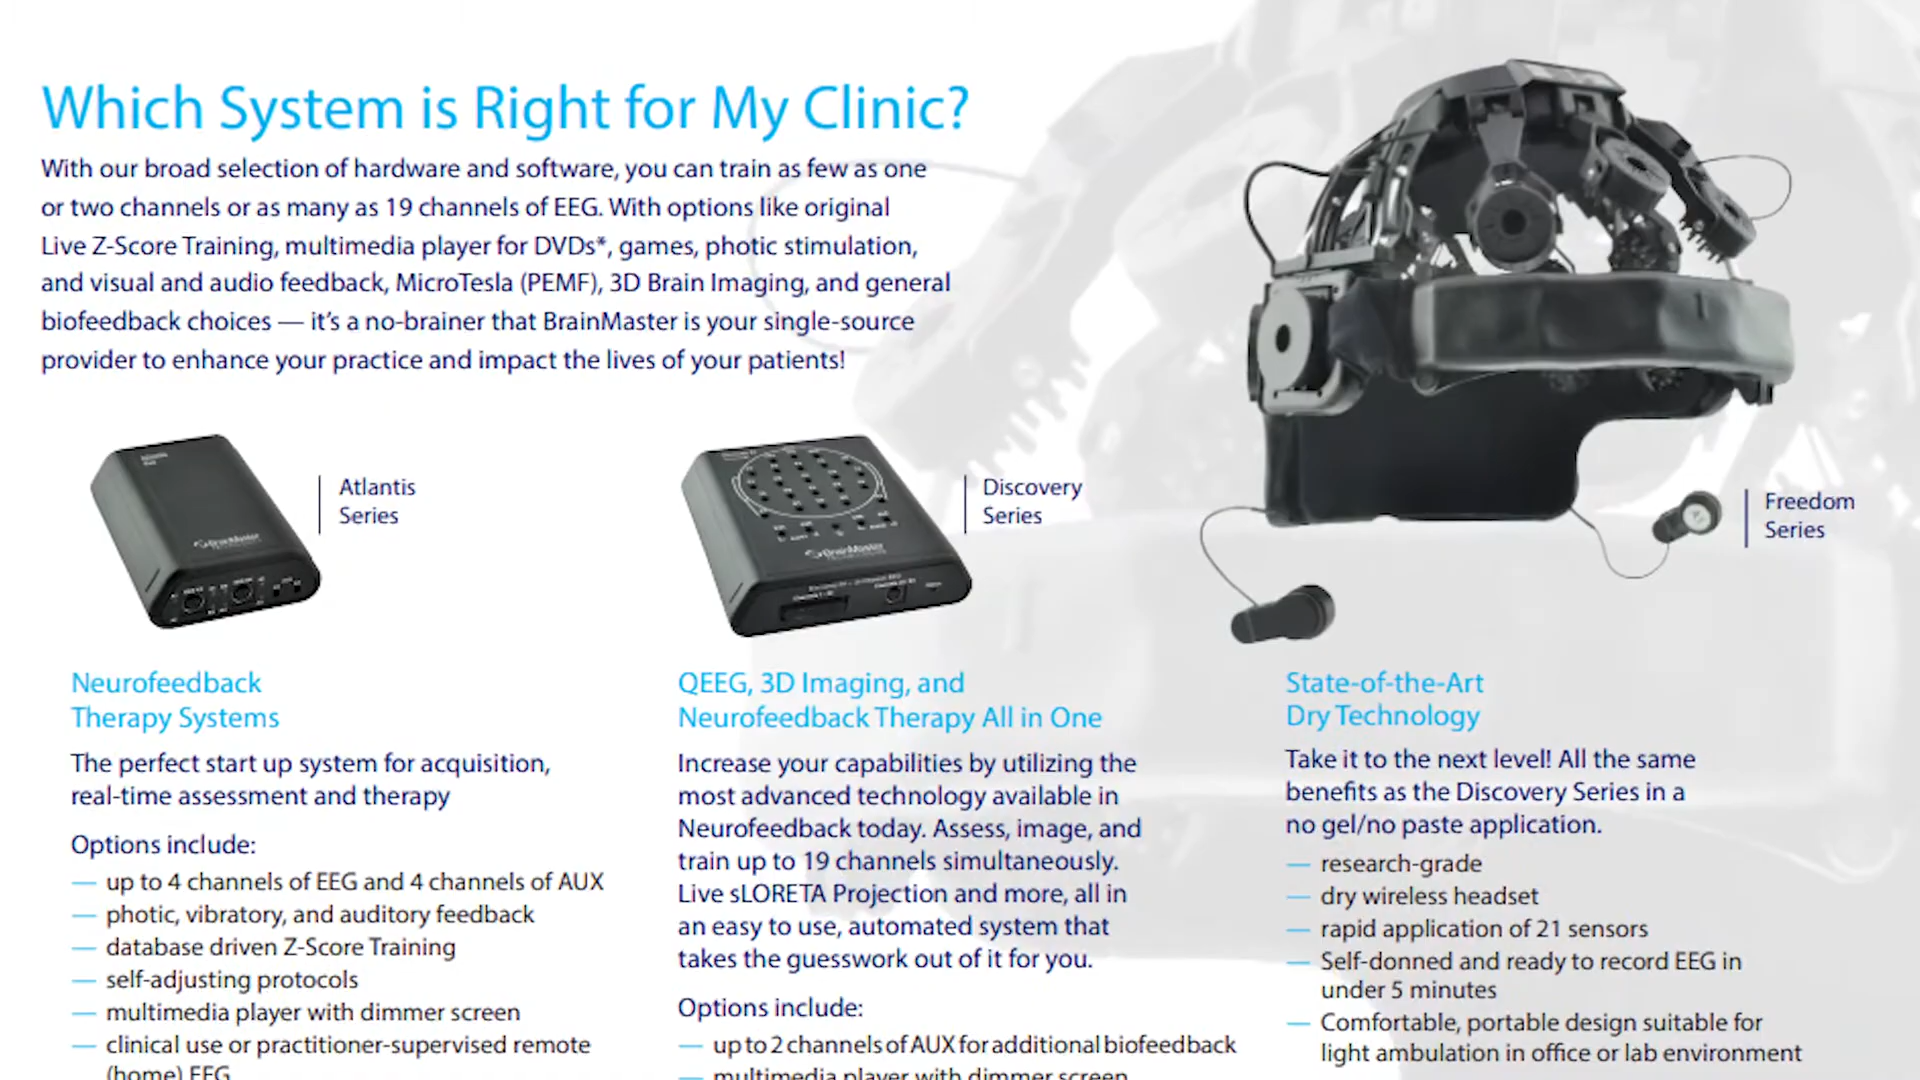 Which System is Right for My Clinic?
With our broad selection of hardware and software, you can train as few as one
or two channels or as many as 19 channels of EEG. With options like original
Live Z-Score Training, multimedia player for DVDs*, games, photic stimulation,
and visual and audio feedback, MicroTesla (PEMF), 3D Brain Imaging, and general
biofeedback choices — it's a no-brainer that BrainMaster is your single-source
provider to enhance your practice and impact the lives of your patients!
Atlantis
Series
BrainMaster
Discovery
Series
BrainMaster
Freedom
Series
Neurofeedback
Therapy Systems
The perfect start up system for acquisition,
real-time assessment and therapy
Options include:
— up to 4 channels of EEG and 4 channels of AUX
— photic, vibratory, and auditory feedback
— database driven Z-Score Training
— self-adjusting protocols
— multimedia player with dimmer screen
— clinical use or practitioner-supervised remote
(home) EEG
QEEG, 3D Imaging, and
Neurofeedback Therapy All in One
Increase your capabilities by utilizing the
most advanced technology available in
Neurofeedback today. Assess, image, and
train up to 19 channels simultaneously.
Live sLORETA Projection and more, all in
an easy to use, automated system that
takes the guesswork out of it for you.
Options include:
— up to 2 channels of AUX for additional biofeedback
— multimedia player with dimmer screen
State-of-the-Art
Dry Technology
Take it to the next level! All the same
benefits as the Discovery Series in a
no gel/no paste application.
— research-grade
— dry wireless headset
— rapid application of 21 sensors
— Self-donned and ready to record EEG in
under 5 minutes
— Comfortable, portable design suitable for
light ambulation in office or lab environment